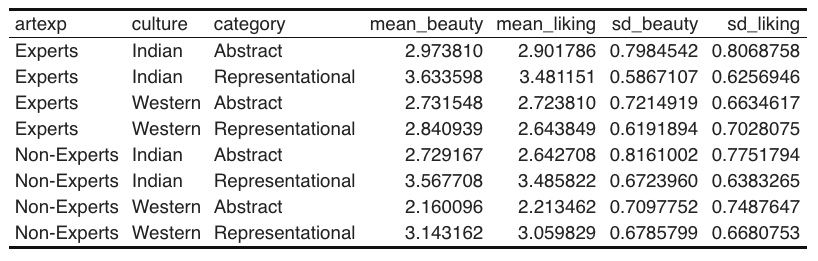 artexp culture category mean_beauty mean_liking sd_beauty sd_liking
Experts Indian Abstract 2.973810 2.901786 0.7984542 0.8068758
Experts Indian Representational 3.633598 3.481151 0.5867107 0.6256946
Experts Western Abstract 2.731548 2.723810 0.7214919 0.6634617
Experts Western Representational 2.840939 2.643849 0.6191894 0.7028075
Non-Experts Indian Abstract 2.729167 2.642708 0.8161002 0.7751794
Non-Experts Indian Representational 3.567708 3.485822 0.6723960 0.6383265
Non-Experts Western Abstract 2.160096 2.213462 0.7097752 0.7487647
Non-Experts Western Representational 3.143162 3.059829 0.6785799 0.6680753